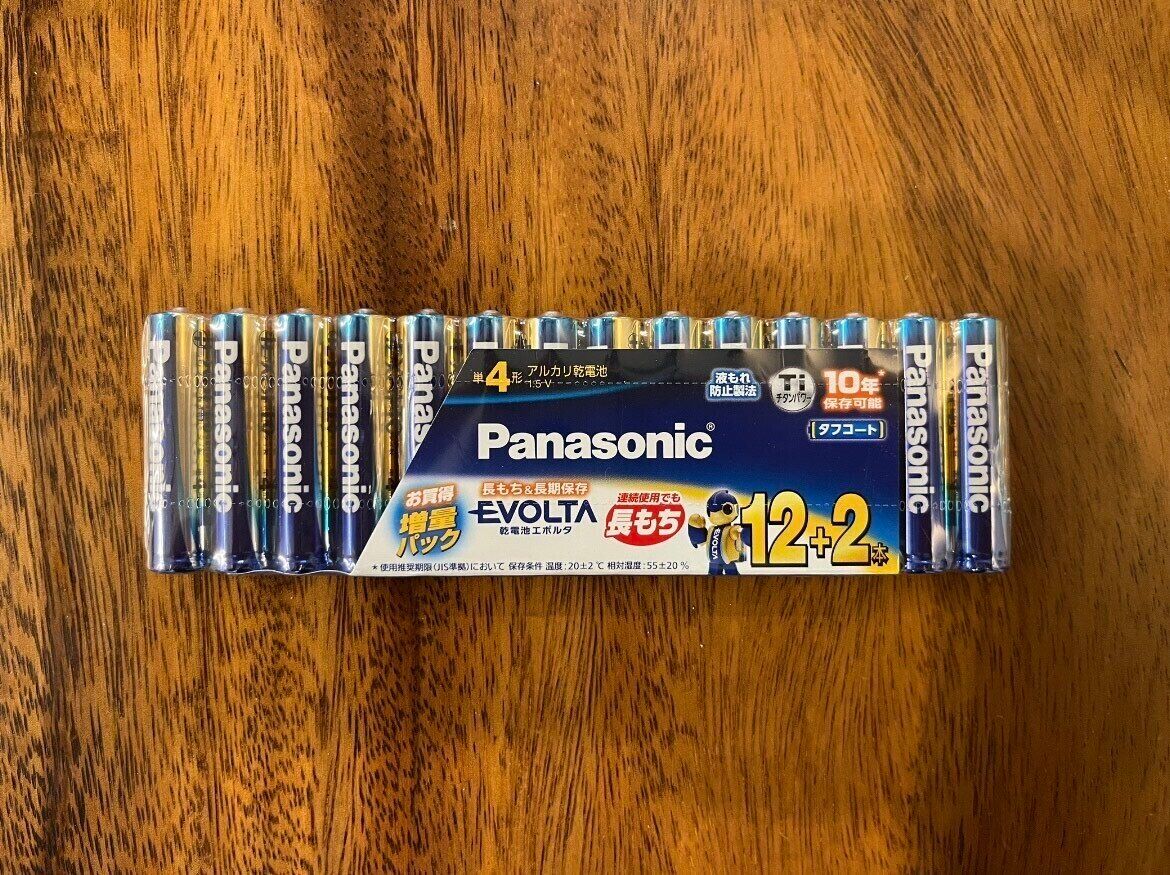 Panasonic
Panasonic
Panasonic
Panasonic
Panaso
単4形 アルカリ乾電池
1.5V
液もれ
防止製法
Ti
チタンパワー
10年*
保存可能
[タフコート]
Panasonic®
お買得
増量
パック
長もち&長期保存
EVOLTA
乾電池エボルタ
連続使用でも
長もち
EVOLTA
12+2本
*使用推奨期限(JIS準拠)において 保存条件 温度:20±2℃ 相対湿度:55±20%
Panasonic
Panasonic